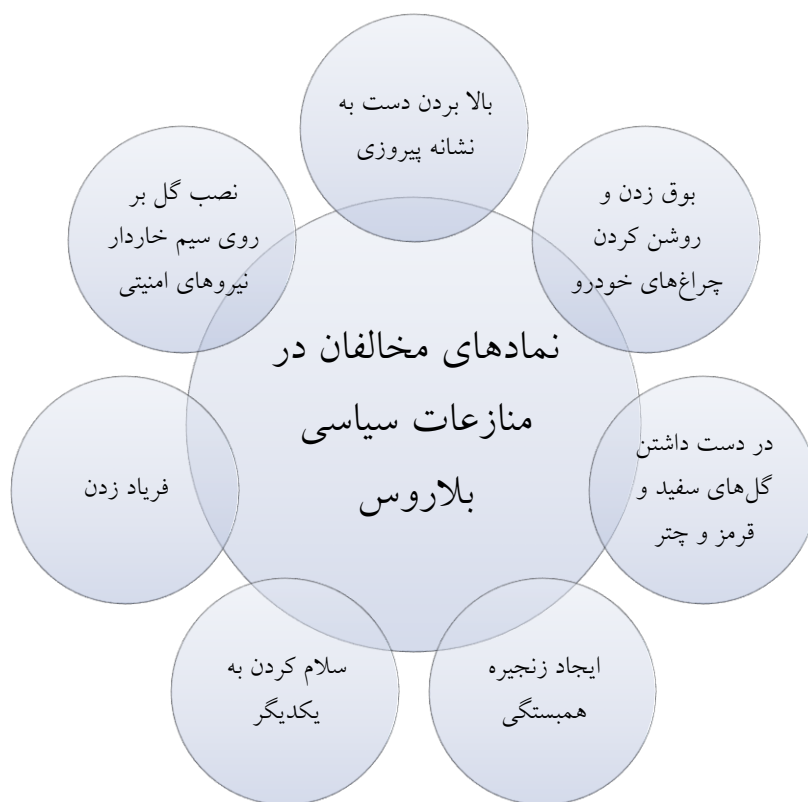 نمادهای مخالفان در
منازعات سیاسی
بلاروس
بالا بردن دست به
نشانه پیروزی
بوق زدن و
روشن کردن
چراغ‌های خودرو
در دست داشتن
گل‌های سفید و
قرمز و چتر
ایجاد زنجیره
همبستگی
سلام کردن به
یکدیگر
فریاد زدن
نصب گل بر
روی سیم خاردار
نیروهای امنیتی